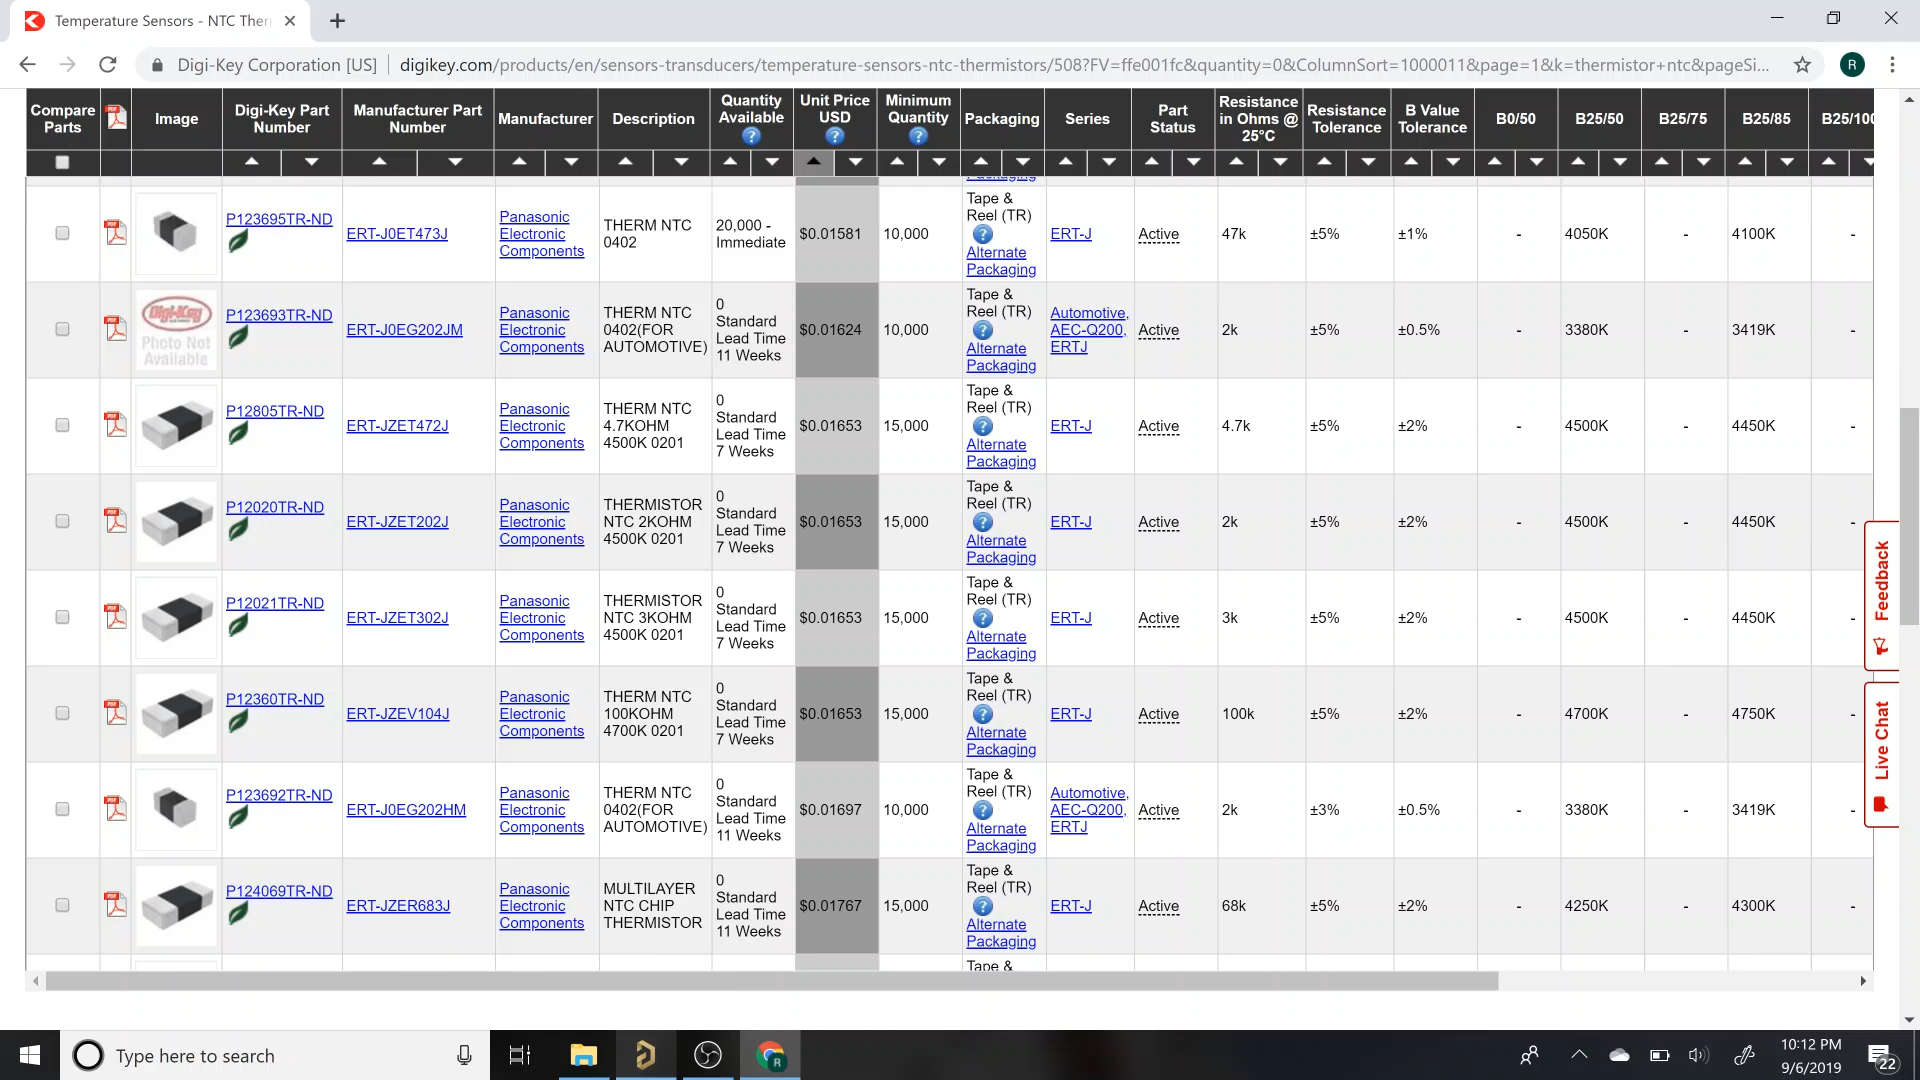 Temperature Sensors - NTC Ther
Digi-Key Corporation [US]
digikey.com/products/en/sensors-transducers/temperature-sensors-ntc-thermistors/508?FV=ffe001fc&quantity=0&ColumnSort=1000011&page=1&k=thermistor+ntc&pageSi...
R
Compare Parts
Image
Digi-Key Part Number
Manufacturer Part Number
Manufacturer
Description
Quantity Available
Unit Price USD
Minimum Quantity
Packaging
Series
Part Status
Resistance in Ohms @ 25°C
Resistance Tolerance
B Value Tolerance
B0/50
B25/50
B25/75
B25/85
B25/100
Packaging
P123695TR-ND
ERT-J0ET473J
Panasonic Electronic Components
THERM NTC 0402
20,000 - Immediate
$0.01581
10,000
Tape & Reel (TR)
Alternate Packaging
ERT-J
Active
47k
±5%
±1%
-
4050K
-
4100K
-
Digi-Key
Photo Not Available
P123693TR-ND
ERT-J0EG202JM
Panasonic Electronic Components
THERM NTC 0402(FOR AUTOMOTIVE)
0 Standard Lead Time 11 Weeks
$0.01624
10,000
Tape & Reel (TR)
Alternate Packaging
Automotive, AEC-Q200, ERTJ
Active
2k
±5%
±0.5%
-
3380K
-
3419K
-
P12805TR-ND
ERT-JZET472J
Panasonic Electronic Components
THERM NTC 4.7KOHM 4500K 0201
0 Standard Lead Time 7 Weeks
$0.01653
15,000
Tape & Reel (TR)
Alternate Packaging
ERT-J
Active
4.7k
±5%
±2%
-
4500K
-
4450K
-
P12020TR-ND
ERT-JZET202J
Panasonic Electronic Components
THERMISTOR NTC 2KOHM 4500K 0201
0 Standard Lead Time 7 Weeks
$0.01653
15,000
Tape & Reel (TR)
Alternate Packaging
ERT-J
Active
2k
±5%
±2%
-
4500K
-
4450K
-
P12021TR-ND
ERT-JZET302J
Panasonic Electronic Components
THERMISTOR NTC 3KOHM 4500K 0201
0 Standard Lead Time 7 Weeks
$0.01653
15,000
Tape & Reel (TR)
Alternate Packaging
ERT-J
Active
3k
±5%
±2%
-
4500K
-
4450K
-
P12360TR-ND
ERT-JZEV104J
Panasonic Electronic Components
THERM NTC 100KOHM 4700K 0201
0 Standard Lead Time 7 Weeks
$0.01653
15,000
Tape & Reel (TR)
Alternate Packaging
ERT-J
Active
100k
±5%
±2%
-
4700K
-
4750K
-
P123692TR-ND
ERT-J0EG202HM
Panasonic Electronic Components
THERM NTC 0402(FOR AUTOMOTIVE)
0 Standard Lead Time 11 Weeks
$0.01697
10,000
Tape & Reel (TR)
Alternate Packaging
Automotive, AEC-Q200, ERTJ
Active
2k
±3%
±0.5%
-
3380K
-
3419K
-
P124069TR-ND
ERT-JZER683J
Panasonic Electronic Components
MULTILAYER NTC CHIP THERMISTOR
0 Standard Lead Time 11 Weeks
$0.01767
15,000
Tape & Reel (TR)
Alternate Packaging
ERT-J
Active
68k
±5%
±2%
-
4250K
-
4300K
-
Tape &
Feedback
Live Chat
Type here to search
R
10:12 PM
9/6/2019
22